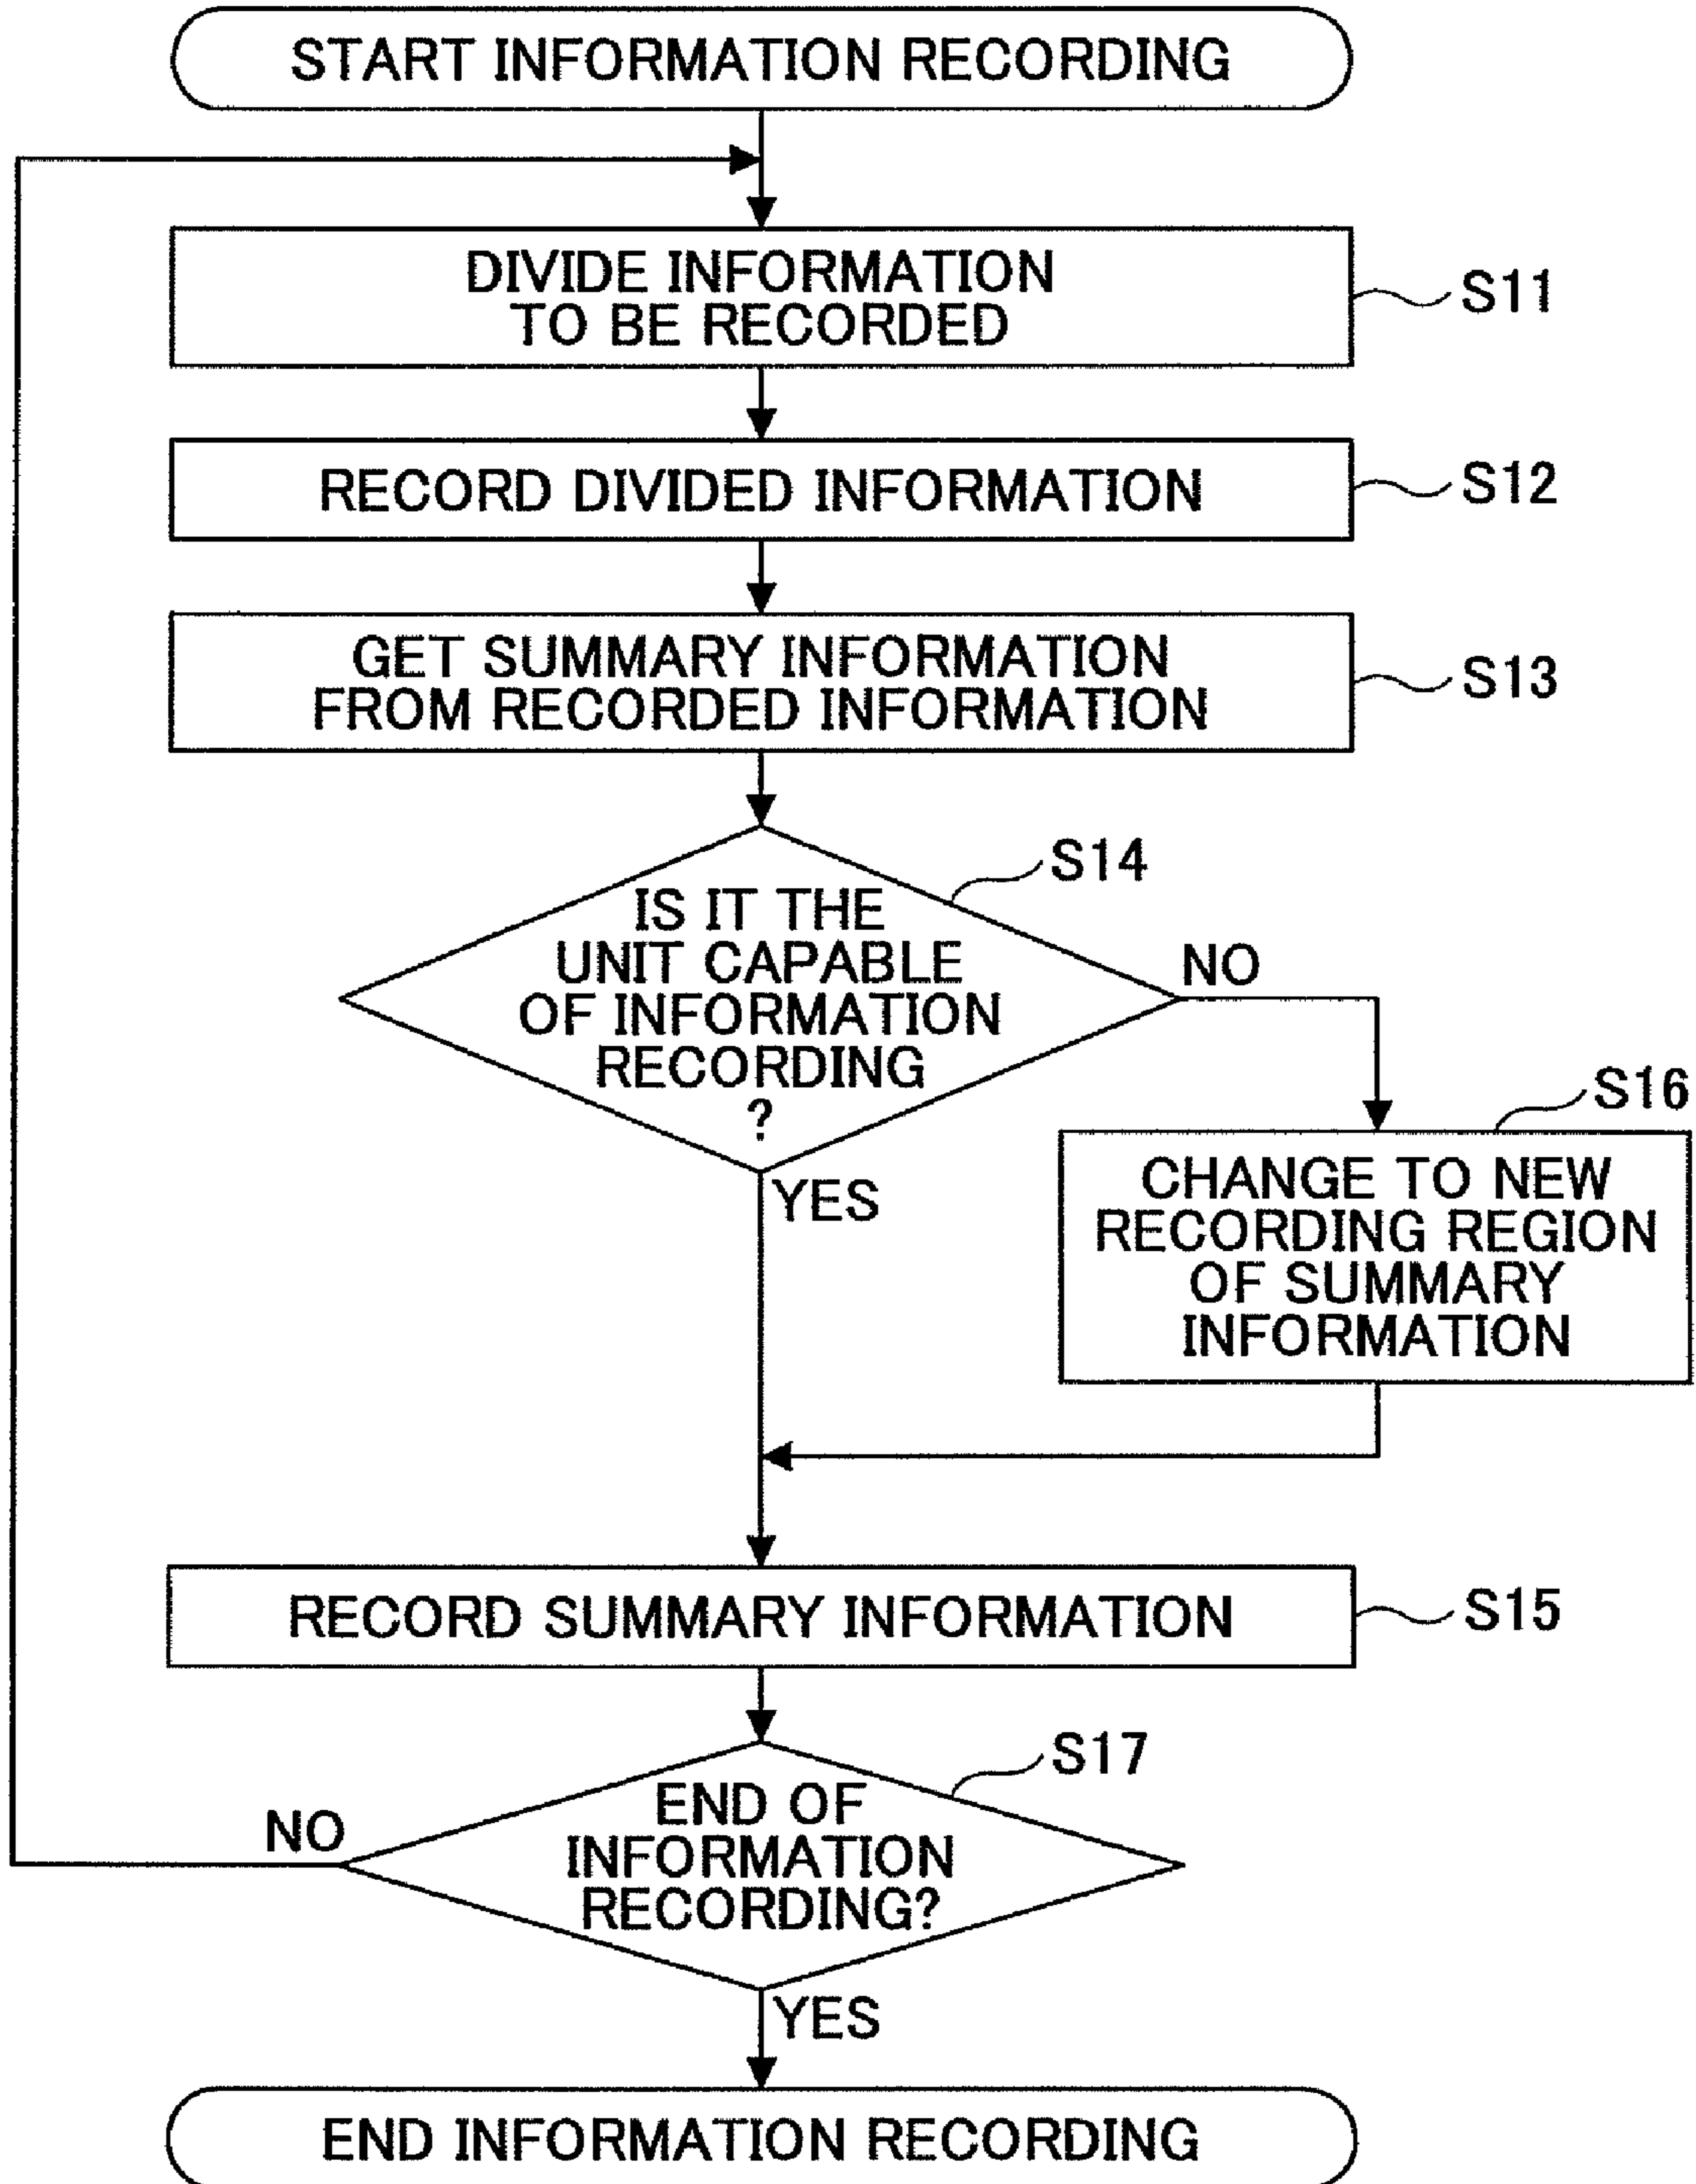 START INFORMATION RECORDING
DIVIDE INFORMATION
TO BE RECORDED
S11
RECORD DIVIDED INFORMATION
S12
GET SUMMARY INFORMATION
FROM RECORDED INFORMATION
S13
S14
IS IT THE
UNIT CAPABLE
OF INFORMATION
RECORDING
?
NO
YES
S16
CHANGE TO NEW
RECORDING REGION
OF SUMMARY
INFORMATION
RECORD SUMMARY INFORMATION
S15
S17
END OF
INFORMATION
RECORDING?
NO
YES
END INFORMATION RECORDING